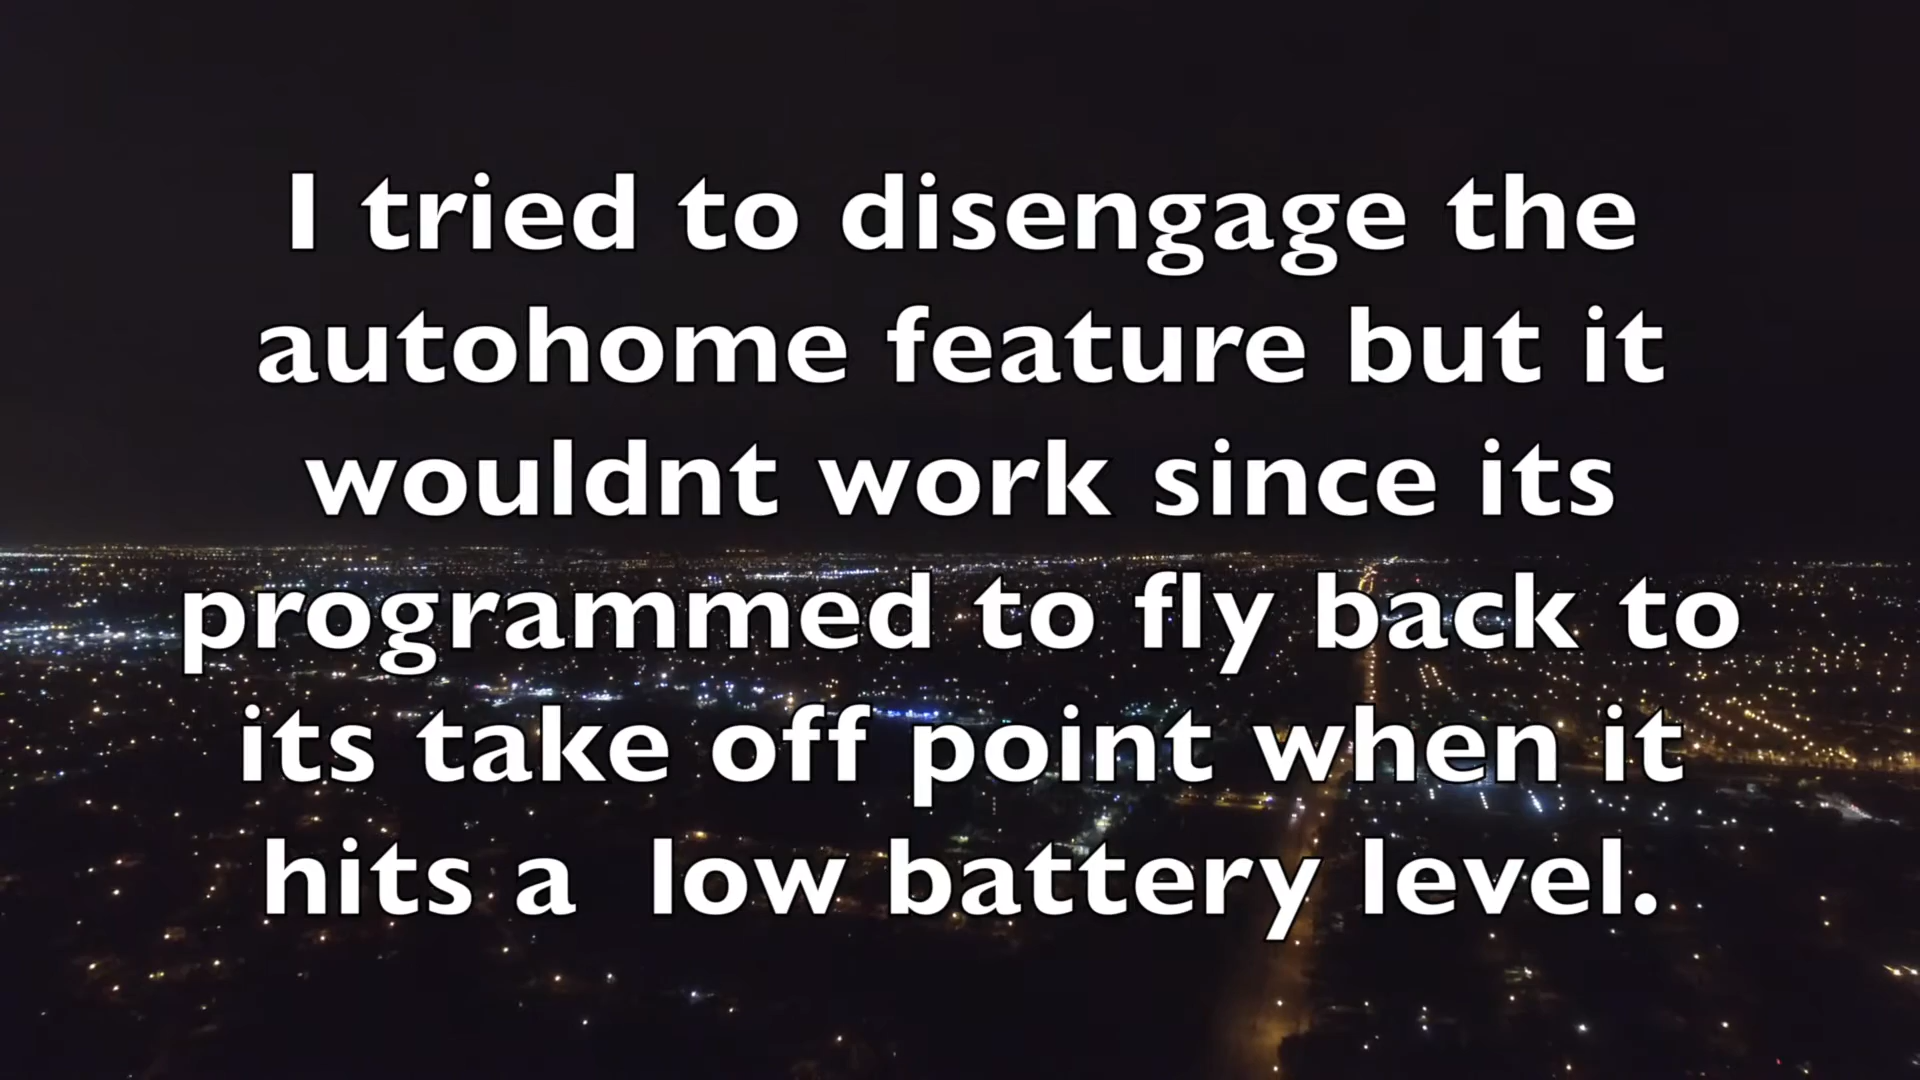 I tried to disengage the
autohome feature but it
wouldnt work since its
programmed to fly back to
its take off point when it
hits a  low battery level.